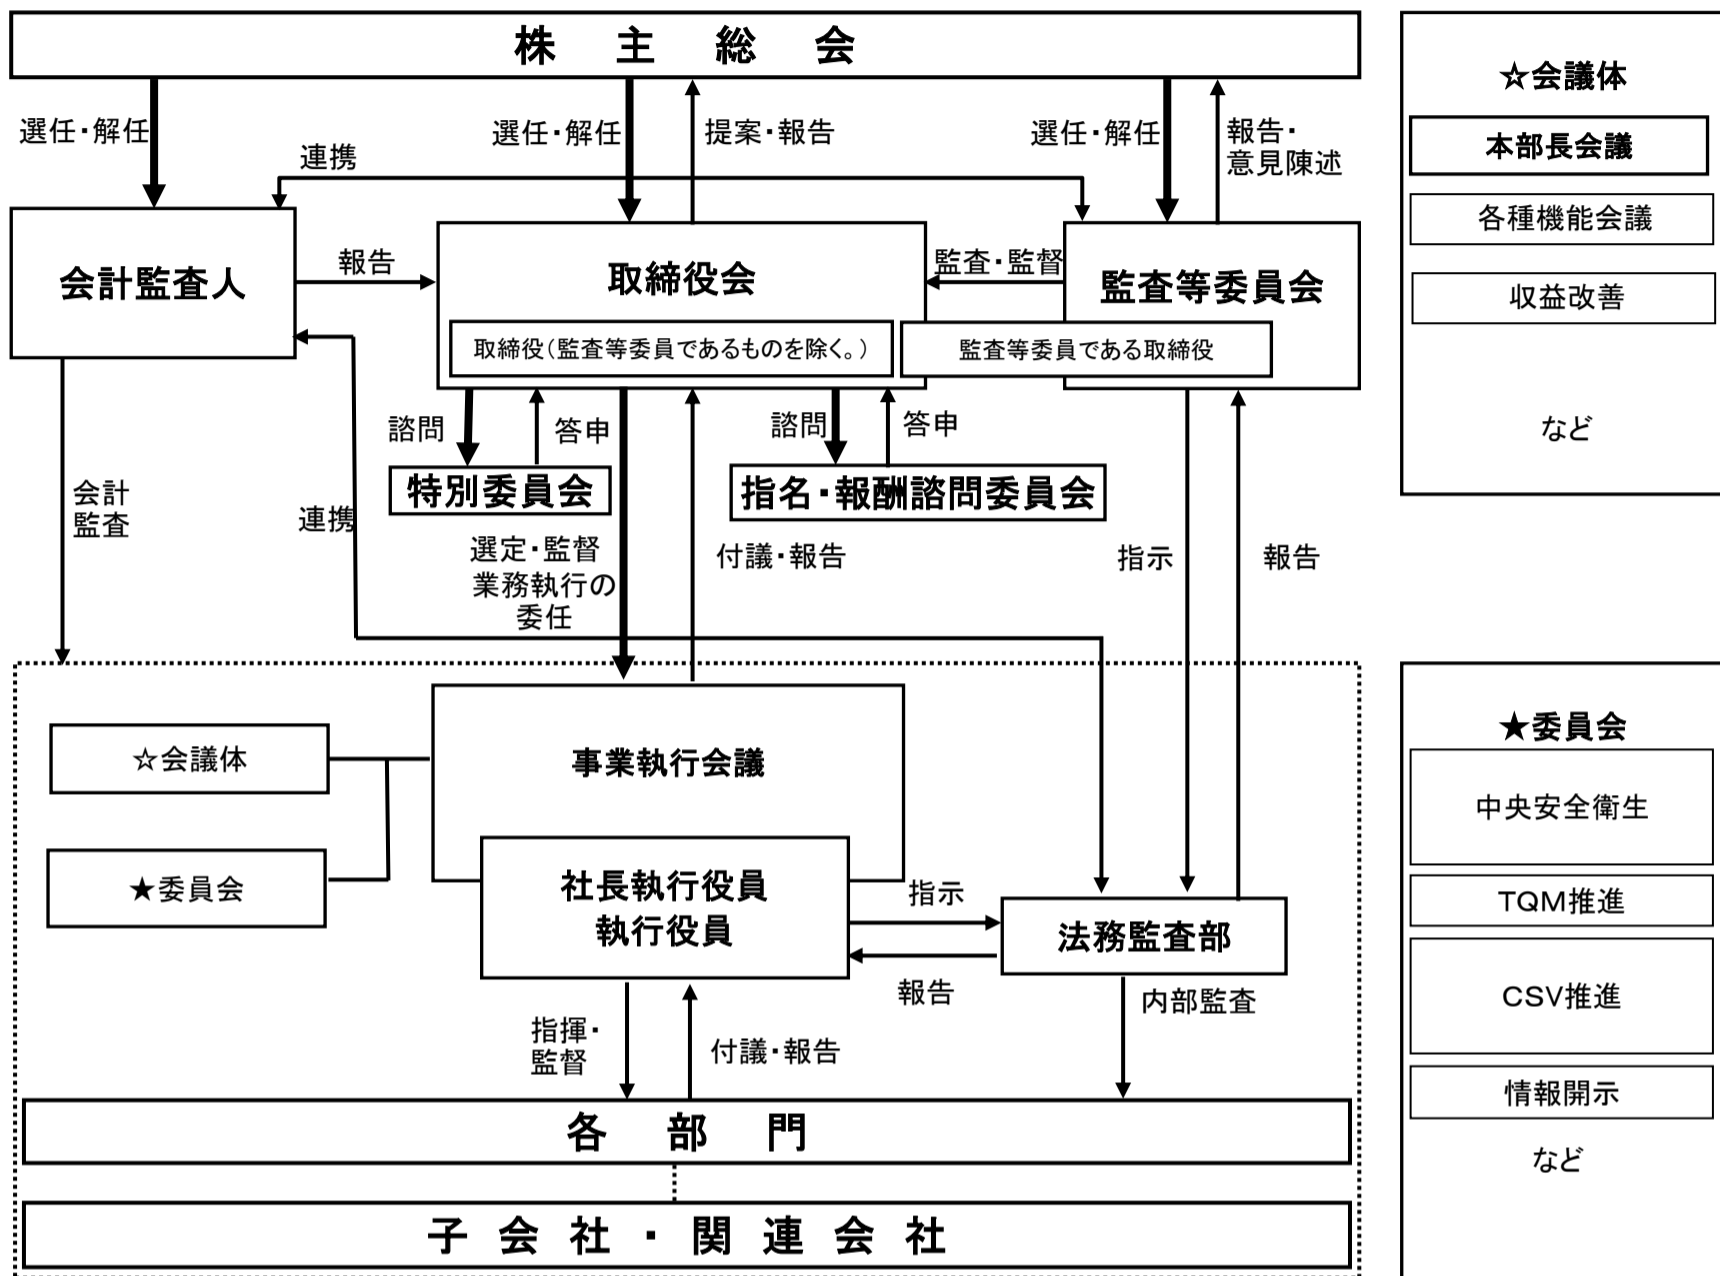 株主総会
選任・解任
選任・解任
提案・報告
選任・解任
報告・
意見陳述
連携
会計監査人
報告
取締役会
監査・監督
監査等委員会
取締役(監査等委員であるものを除く。)
監査等委員である取締役
諮問
答申
諮問
答申
特別委員会
指名・報酬諮問委員会
会計
監査
連携
選定・監督
業務執行の
委任
付議・報告
指示
報告
☆会議体
事業執行会議
★委員会
社長執行役員
執行役員
指示
報告
法務監査部
指揮・
監督
付議・報告
内部監査
各部門
子会社・関連会社
☆会議体
本部長会議
各種機能会議
収益改善
など
★委員会
中央安全衛生
TQM推進
CSV推進
情報開示
など